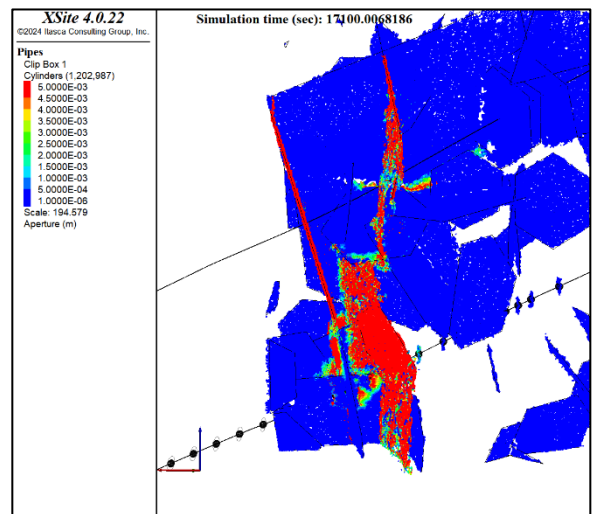 XSite 4.0.22
©2024 Itasca Consulting Group, Inc.
Simulation time (sec): 17100.0068186
Pipes
Clip Box 1
Cylinders (1,202,987)
5.0000E-03
4.5000E-03
4.0000E-03
3.5000E-03
3.0000E-03
2.5000E-03
2.0000E-03
1.5000E-03
1.0000E-03
5.0000E-04
1.0000E-06
Scale: 194.579
Aperture (m)